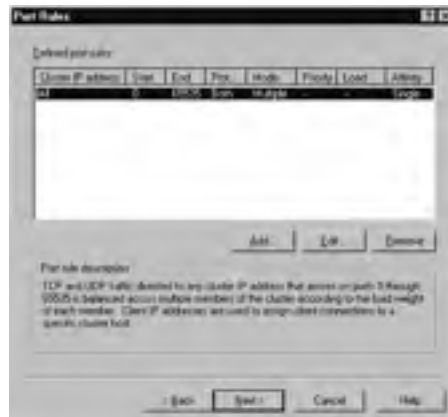 Port Rules
Defined port rules:
Cluster IP address Start End Prot... Mode Priority Load Affinity
All 0 65535 Both Multiple - - Single
Add... Edit... Remove
Port rule description
TCP and UDP traffic directed to any cluster IP address that arrives on ports 0 through
65535 is balanced across multiple members of the cluster according to the load weight
of each member. Client IP addresses are used to assign client connections to a
specific cluster host.
< Back Next > Cancel Help